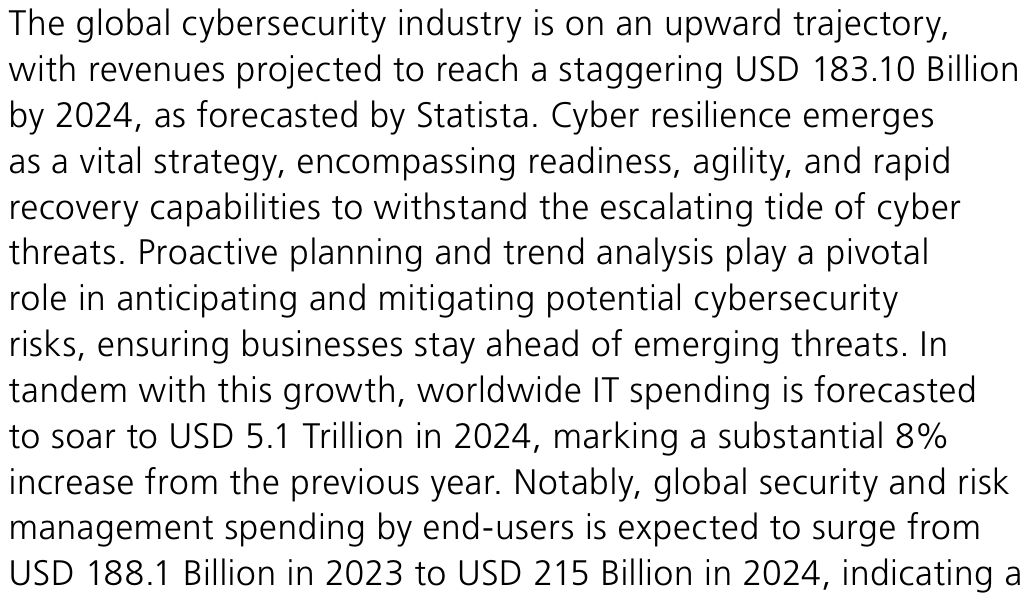 The global cybersecurity industry is on an upward trajectory,
with revenues projected to reach a staggering USD 183.10 Billion
by 2024, as forecasted by Statista. Cyber resilience emerges
as a vital strategy, encompassing readiness, agility, and rapid
recovery capabilities to withstand the escalating tide of cyber
threats. Proactive planning and trend analysis play a pivotal
role in anticipating and mitigating potential cybersecurity
risks, ensuring businesses stay ahead of emerging threats. In
tandem with this growth, worldwide IT spending is forecasted
to soar to USD 5.1 Trillion in 2024, marking a substantial 8%
increase from the previous year. Notably, global security and risk
management spending by end-users is expected to surge from
USD 188.1 Billion in 2023 to USD 215 Billion in 2024, indicating a